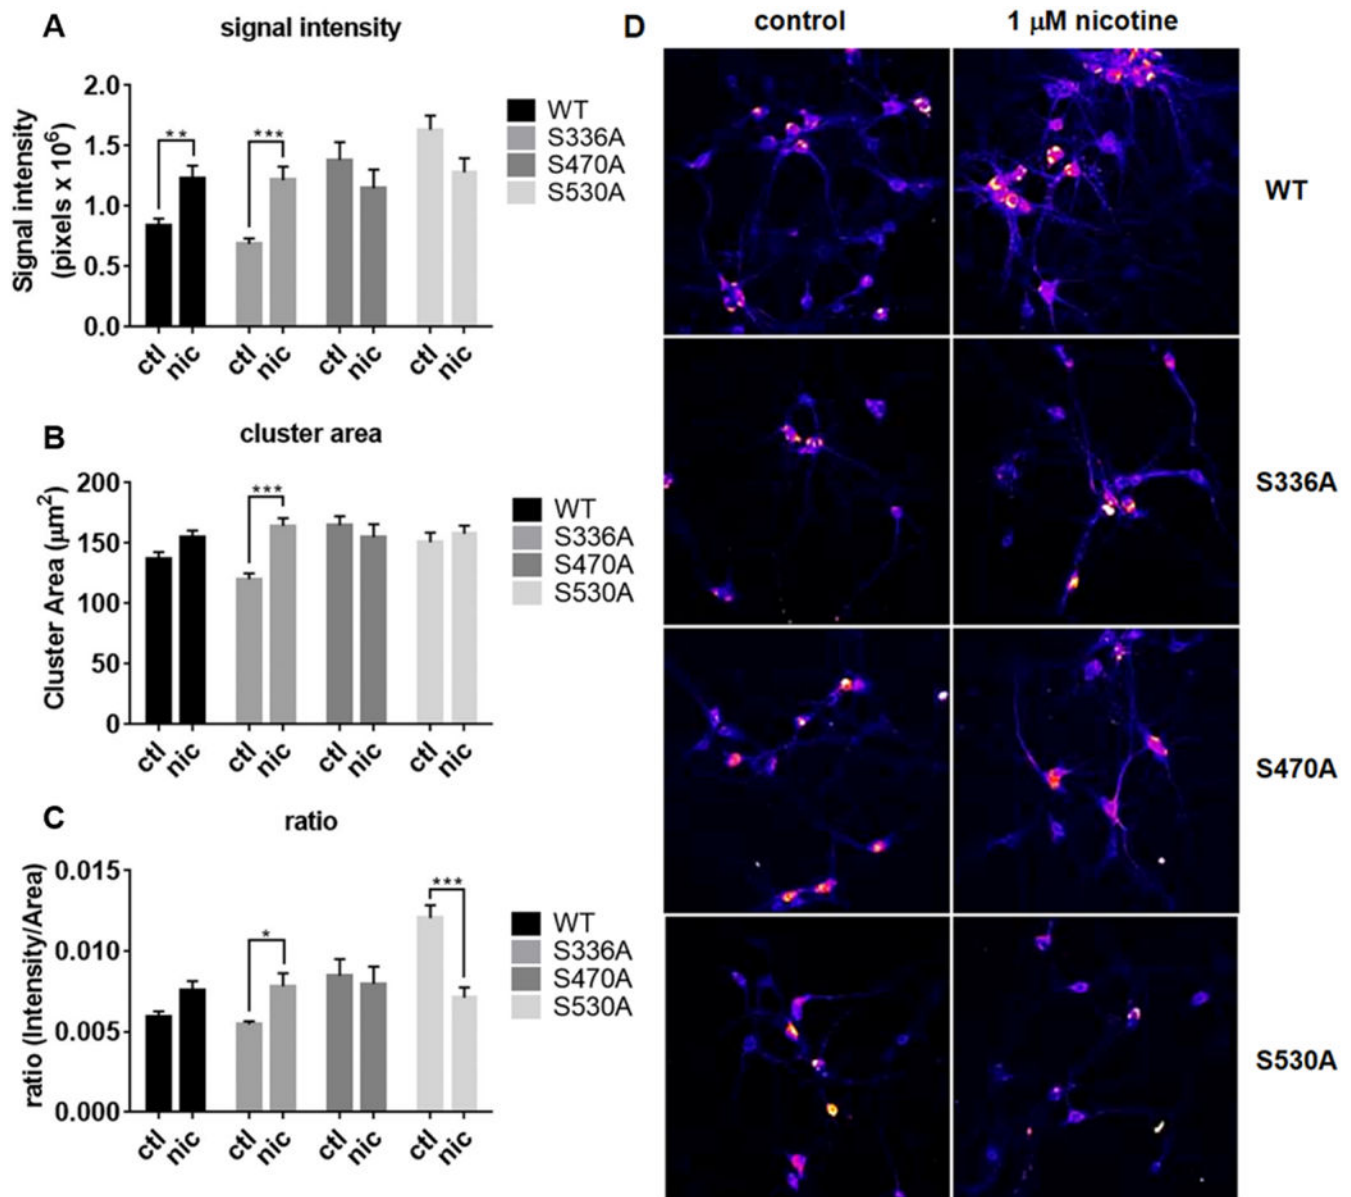 A
signal intensity
Signal intensity
(pixels x 10⁶)
2.0
1.5
1.0
0.5
0.0
**
***
ctl nic ctl nic ctl nic ctl nic
WT
S336A
S470A
S530A
B
cluster area
Cluster Area (µm²)
200
150
100
50
0
***
ctl nic ctl nic ctl nic ctl nic
WT
S336A
S470A
S530A
C
ratio
ratio (Intensity/Area)
0.015
0.010
0.005
0.000
*
***
ctl nic ctl nic ctl nic ctl nic
WT
S336A
S470A
S530A
D
control
1 µM nicotine
WT
S336A
S470A
S530A